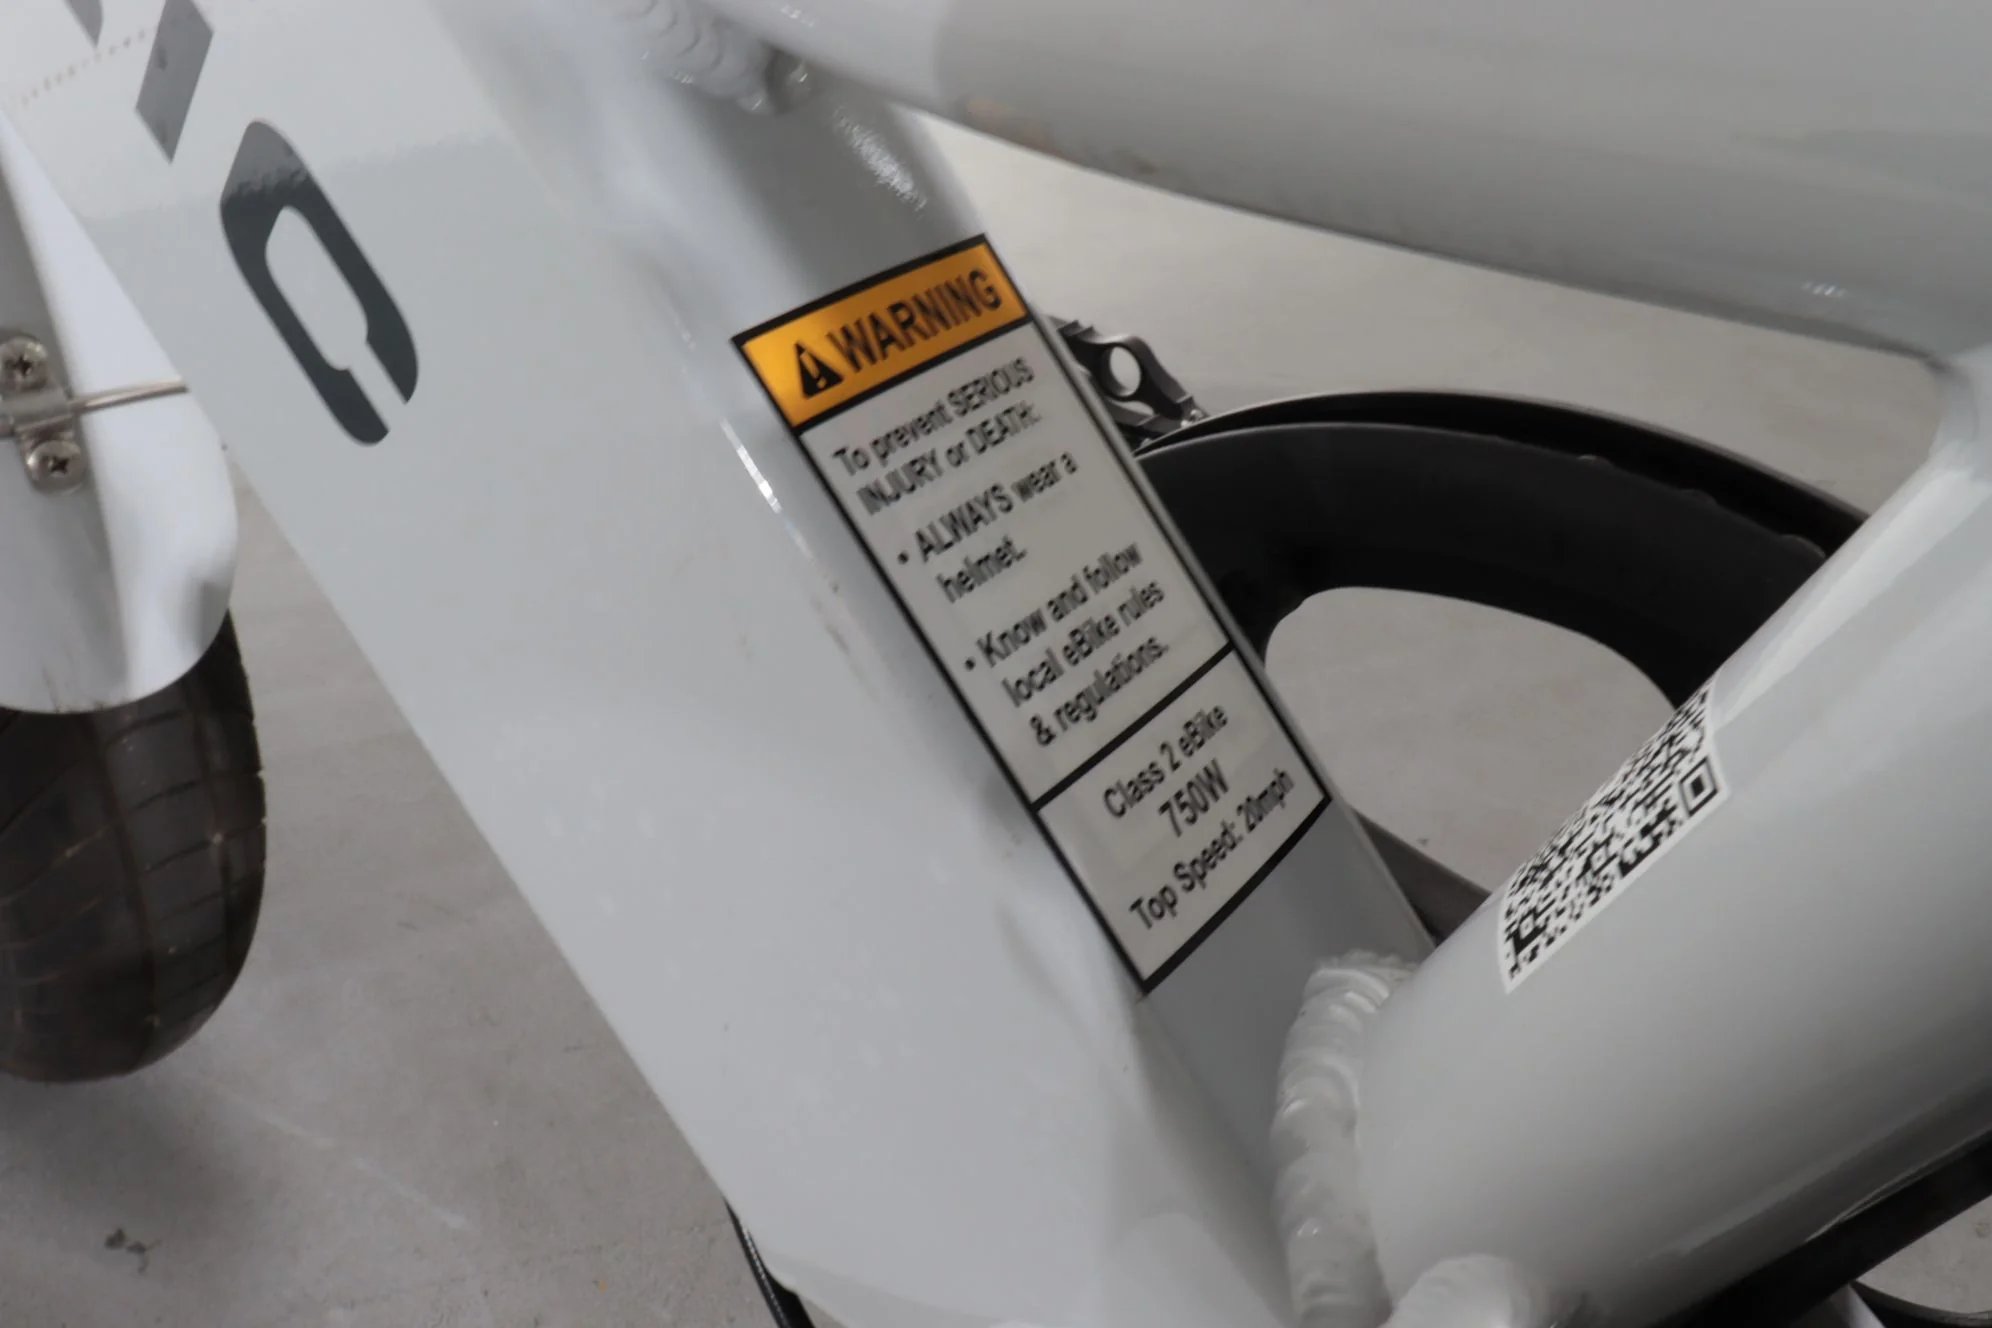 WARNING
To prevent SERIOUS
INJURY or DEATH:
• ALWAYS wear a
helmet.
• Know and follow
local eBike rules
& regulations.
Class 2 eBike
750W
Top Speed: 20mph